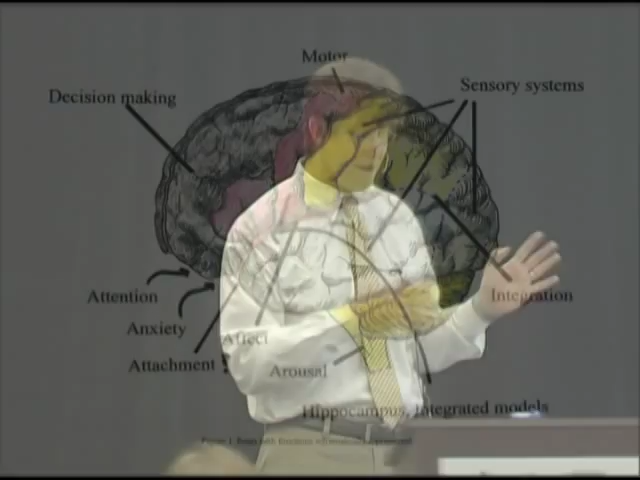 Motor
Sensory systems
Decision making
Attention
Integration
Anxiety
Affect
Attachment
Arousal
Hippocampus, integrated models